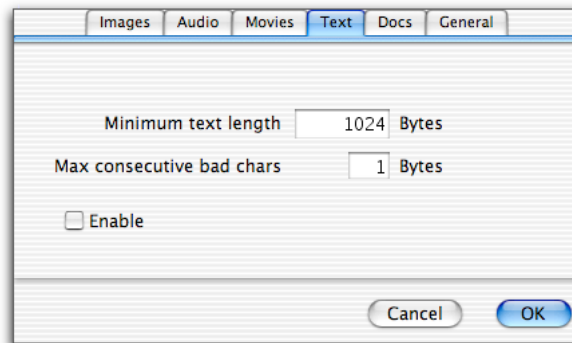 Images Audio Movies Text Docs General
Minimum text length 1024 Bytes
Max consecutive bad chars 1 Bytes
Enable
Cancel OK